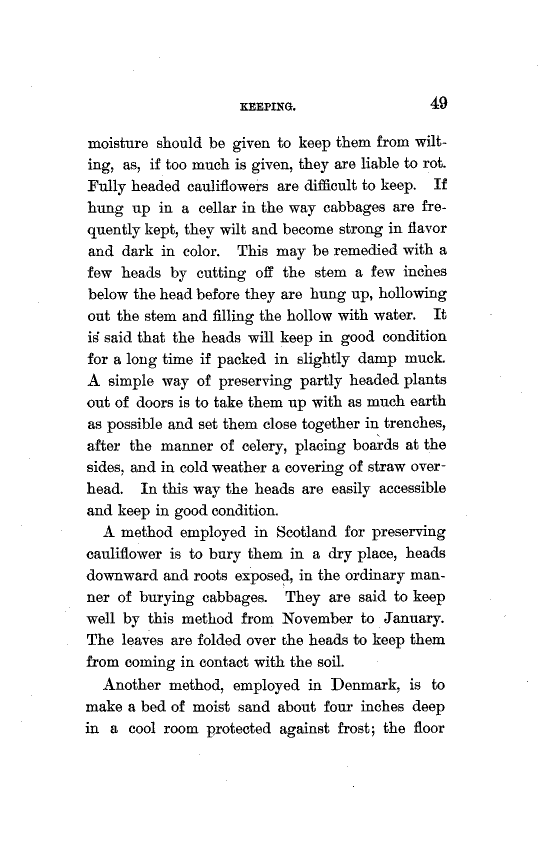 KEEPING. 49
moisture should be given to keep them from wilt-
ing, as, if too much is given, they are liable to rot.
Fully headed cauliflowers are difficult to keep. If
hung up in a cellar in the way cabbages are fre-
quently kept, they wilt and become strong in flavor
and dark in color. This may be remedied with a
few heads by cutting off the stem a few inches
below the head before they are hung up, hollowing
out the stem and filling the hollow with water. It
is said that the heads will keep in good condition
for a long time if packed in slightly damp muck.
A simple way of preserving partly headed plants
out of doors is to take them up with as much earth
as possible and set them close together in trenches,
after the manner of celery, placing boards at the
sides, and in cold weather a covering of straw over-
head. In this way the heads are easily accessible
and keep in good condition.
A method employed in Scotland for preserving
cauliflower is to bury them in a dry place, heads
downward and roots exposed, in the ordinary man-
ner of burying cabbages. They are said to keep
well by this method from November to January.
The leaves are folded over the heads to keep them
from coming in contact with the soil.
Another method, employed in Denmark, is to
make a bed of moist sand about four inches deep
in a cool room protected against frost; the floor